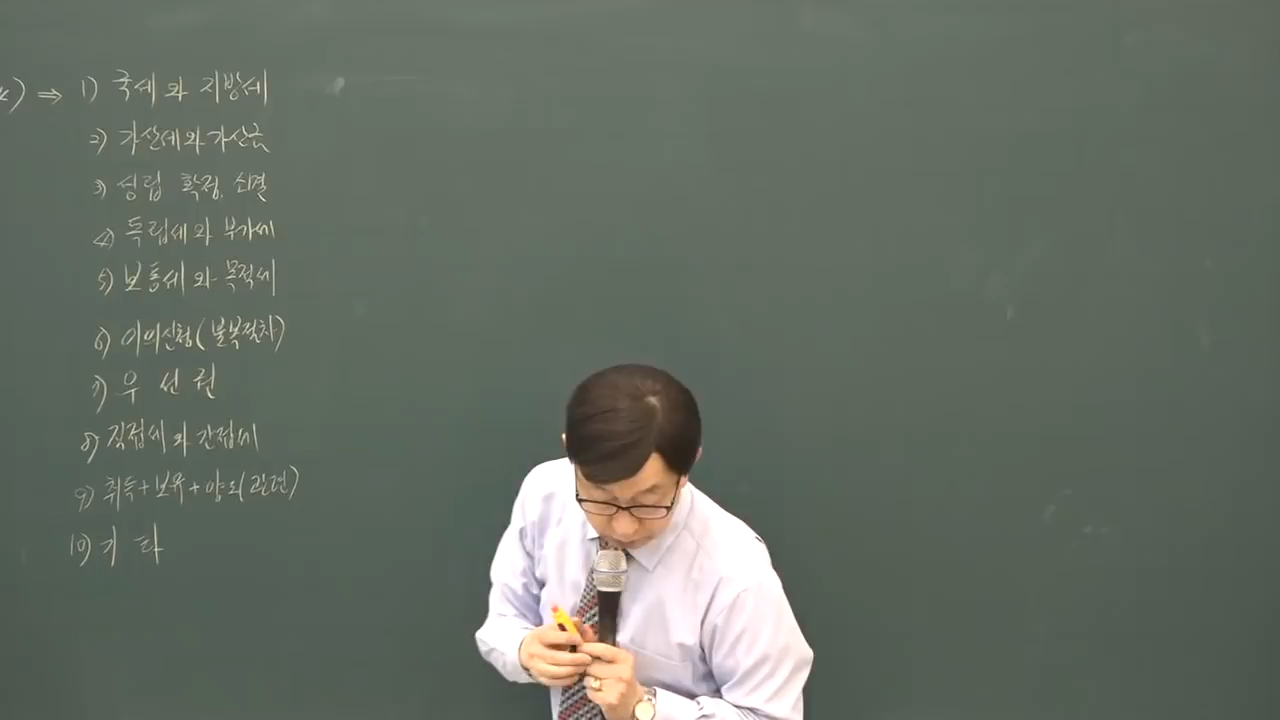 ⇒ 1) 국세와 지방세
2) 가산세와 가산금
3) 성립 확정, 소멸
4) 독립세와 부가세
5) 보통세와 목적세
6) 이의신청(불복절차)
7) 우선권
8) 직접세와 간접세
9) 취득+보유+양도(관련)
10) 기타